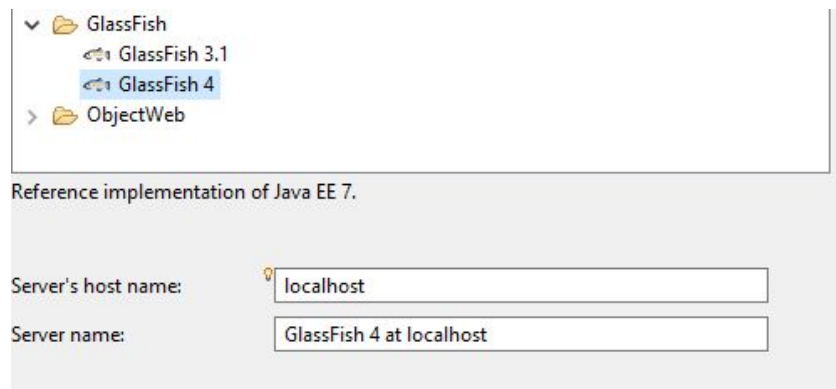 GlassFish
GlassFish 3.1
GlassFish 4
ObjectWeb
Reference implementation of Java EE 7.
Server's host name: localhost
Server name: GlassFish 4 at localhost